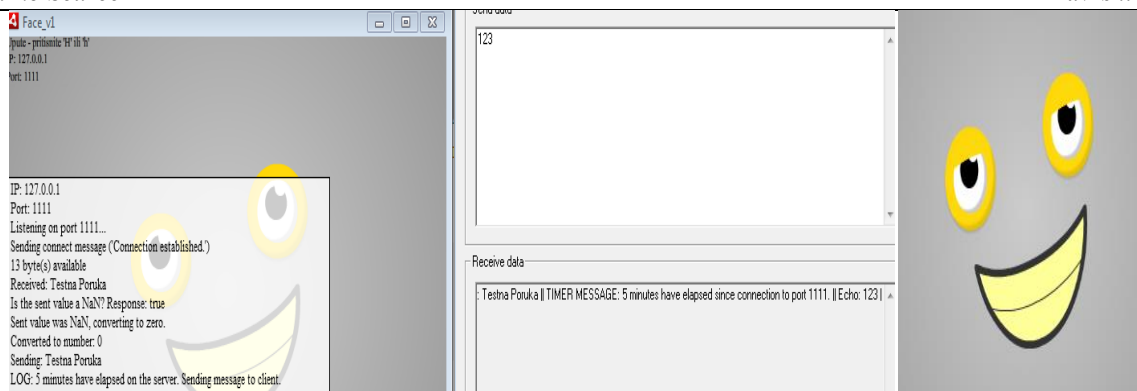 Face_v1
pute - pritisnite 'H' ili 'h'
P: 127.0.0.1
ort: 1111
IP: 127.0.0.1
Port: 1111
Listening on port 1111...
Sending connect message ('Connection established.')
13 byte(s) available
Received: Testna Poruka
Is the sent value a NaN? Response: true
Sent value was NaN, converting to zero.
Converted to number: 0
Sending: Testna Poruka
LOG: 5 minutes have elapsed on the server. Sending message to client.
Send data
123
Receive data
: Testna Poruka || TIMER MESSAGE: 5 minutes have elapsed since connection to port 1111. || Echo: 123 |